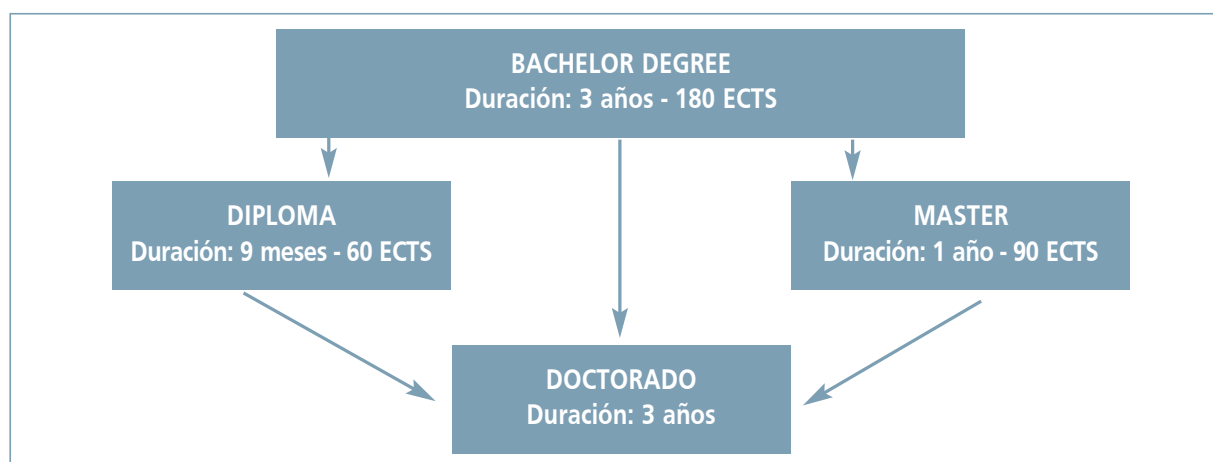 BACHELOR DEGREE
Duración: 3 años - 180 ECTS
DIPLOMA
Duración: 9 meses - 60 ECTS
MASTER
Duración: 1 año - 90 ECTS
DOCTORADO
Duración: 3 años